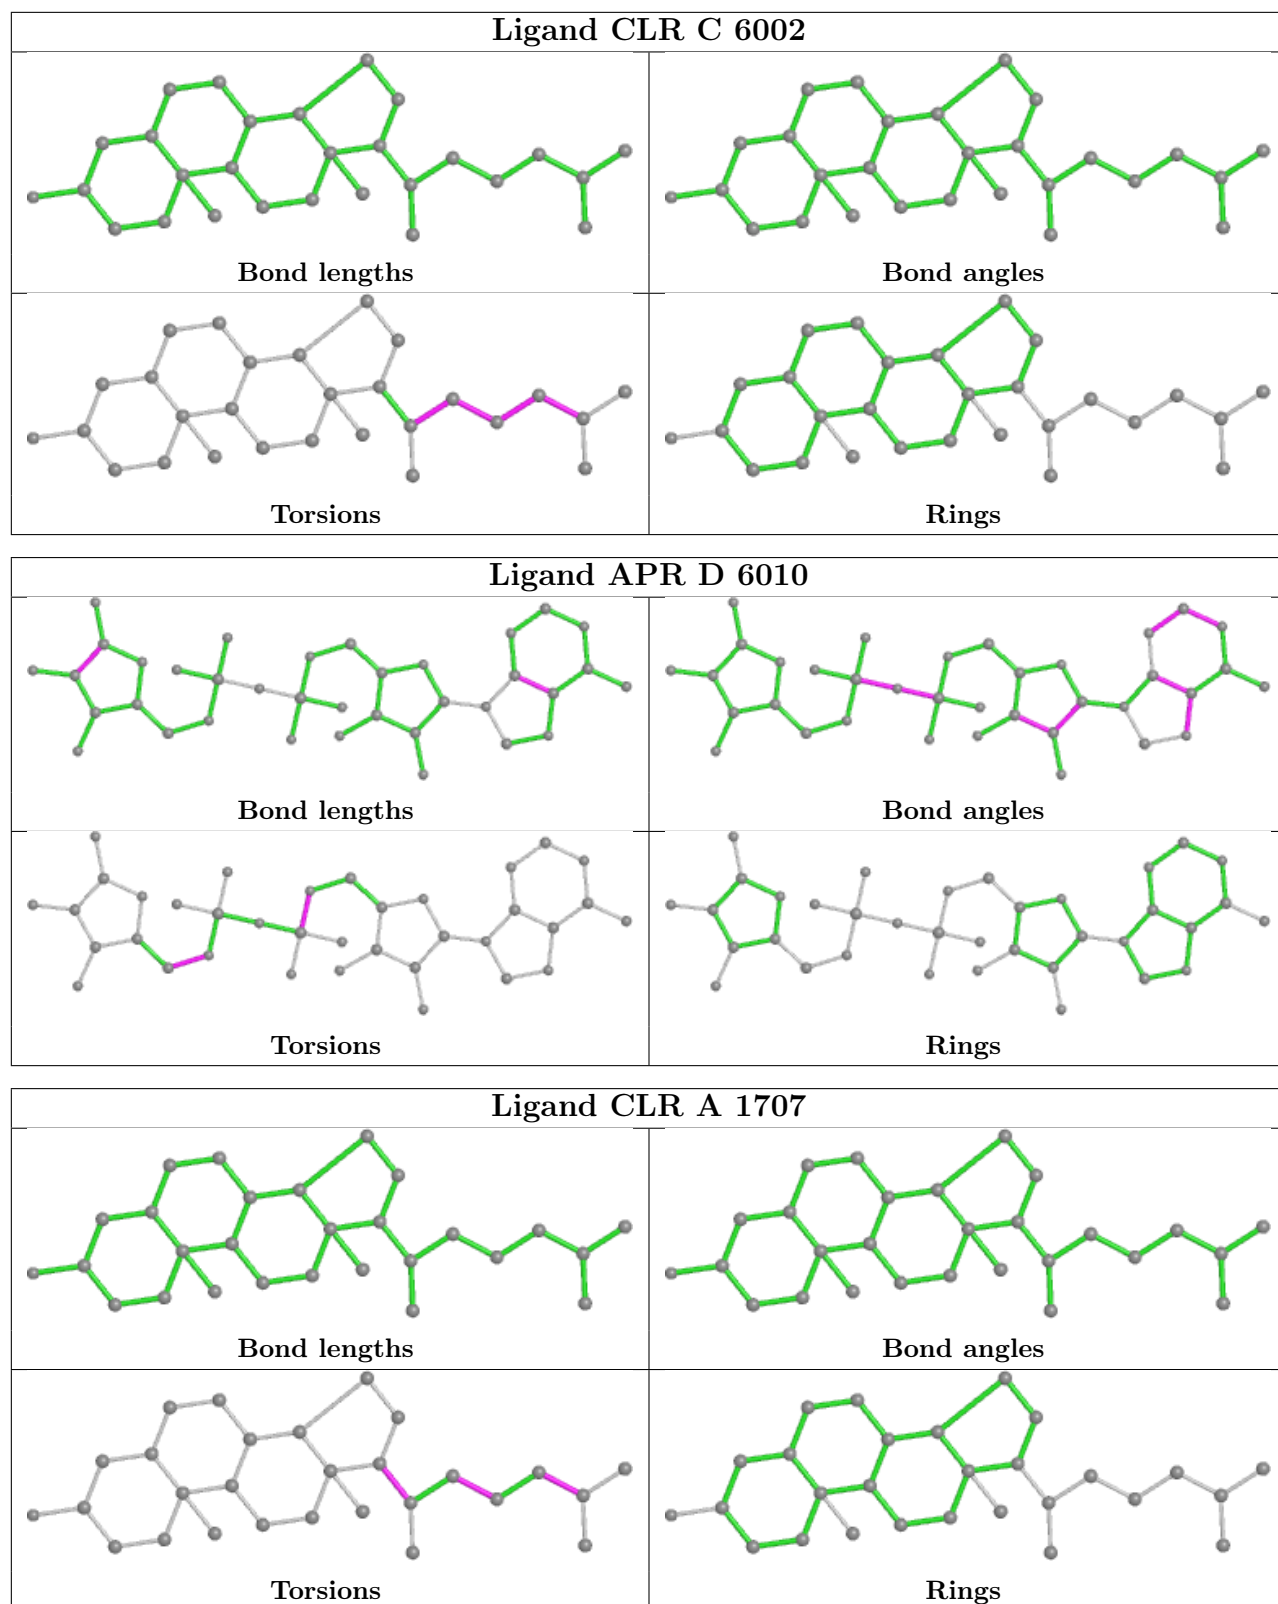 Ligand CLR C 6002
Bond lengths
Bond angles
Torsions
Rings
Ligand APR D 6010
Bond lengths
Bond angles
Torsions
Rings
Ligand CLR A 1707
Bond lengths
Bond angles
Torsions
Rings